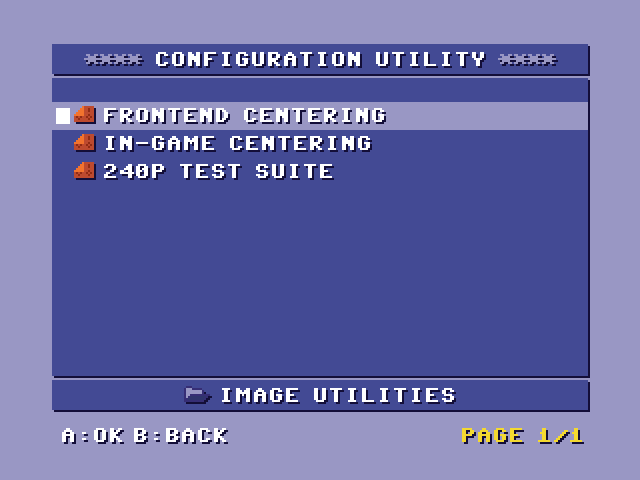 **** CONFIGURATION UTILITY ****
FRONTEND CENTERING
IN-GAME CENTERING
240P TEST SUITE
IMAGE UTILITIES
A:OK B:BACK PAGE 1/1